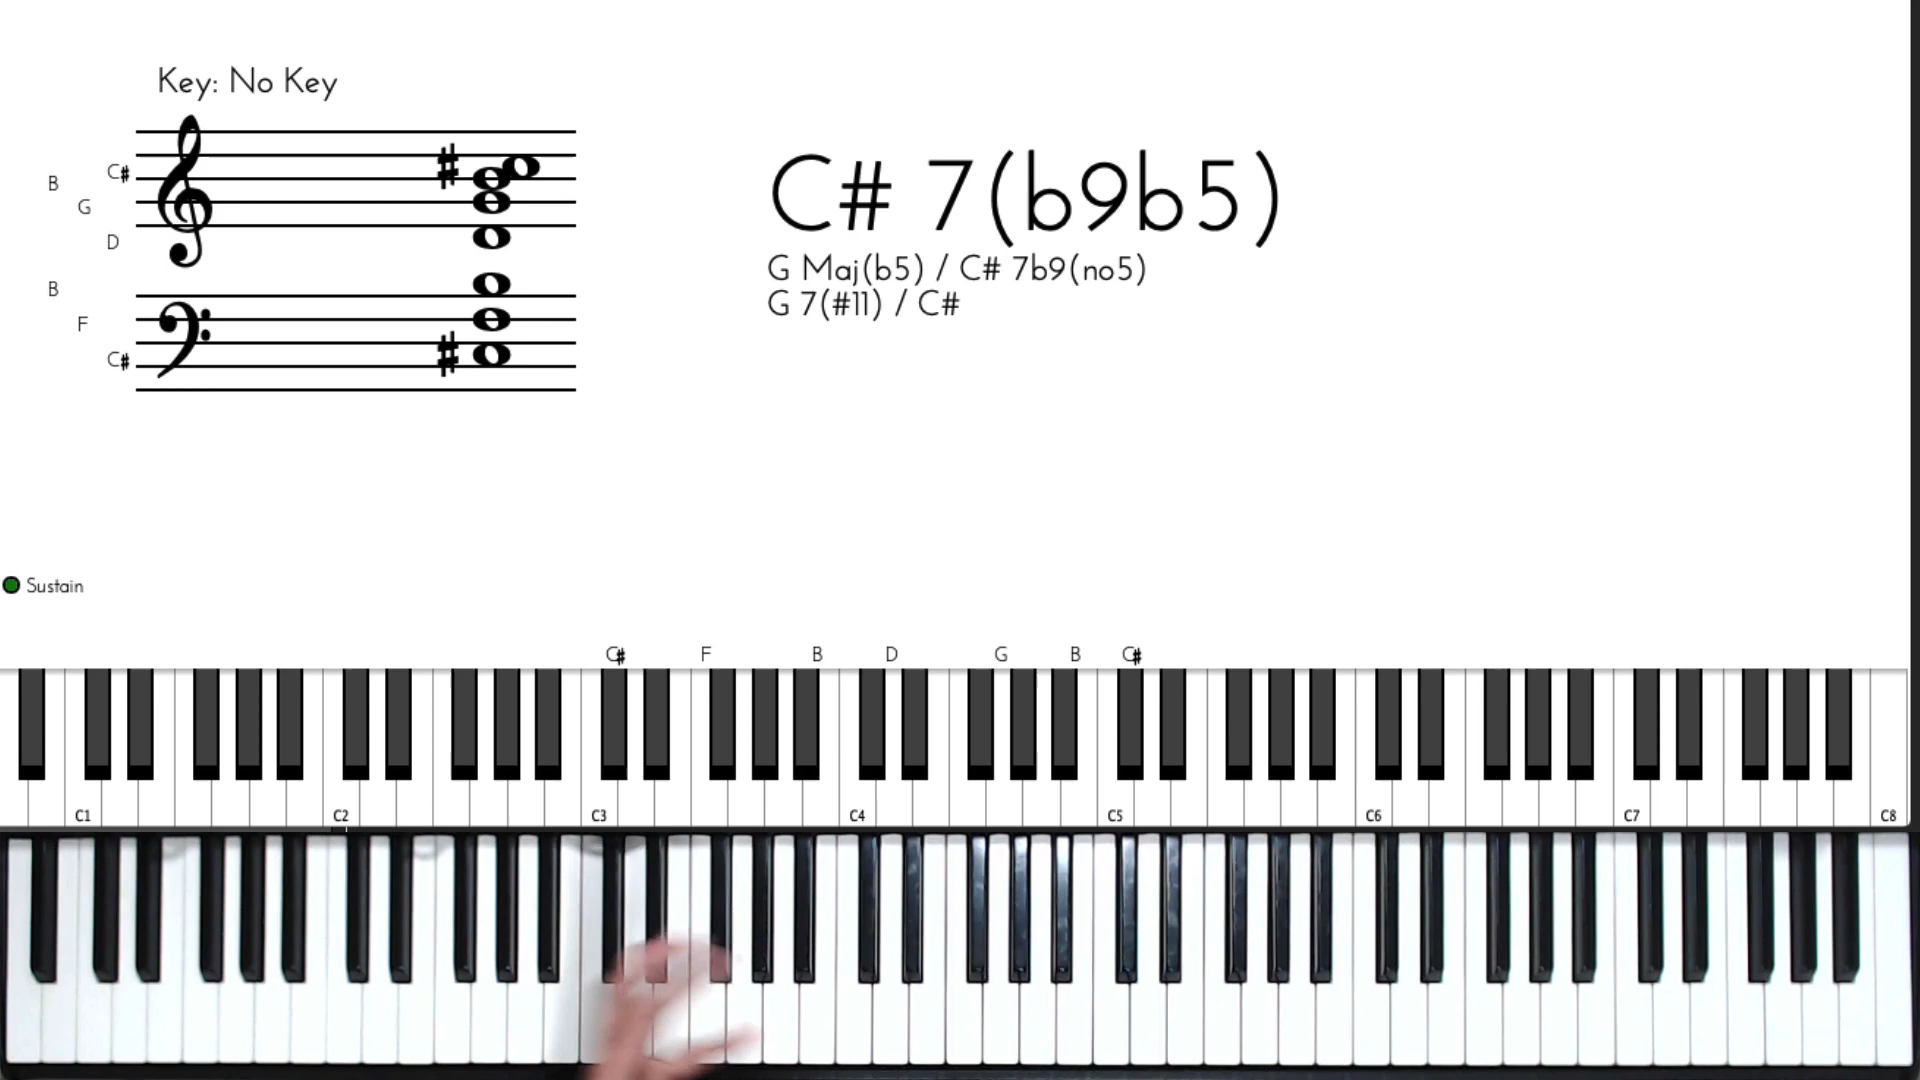 Key: No Key
C#
B
G
D
B
F
C#
C# 7(b9b5)
G Maj(b5) / C# 7b9(no5)
G 7(#11) / C#
Sustain
C# F B D G B C#
C1 C2 C3 C4 C5 C6 C7 C8